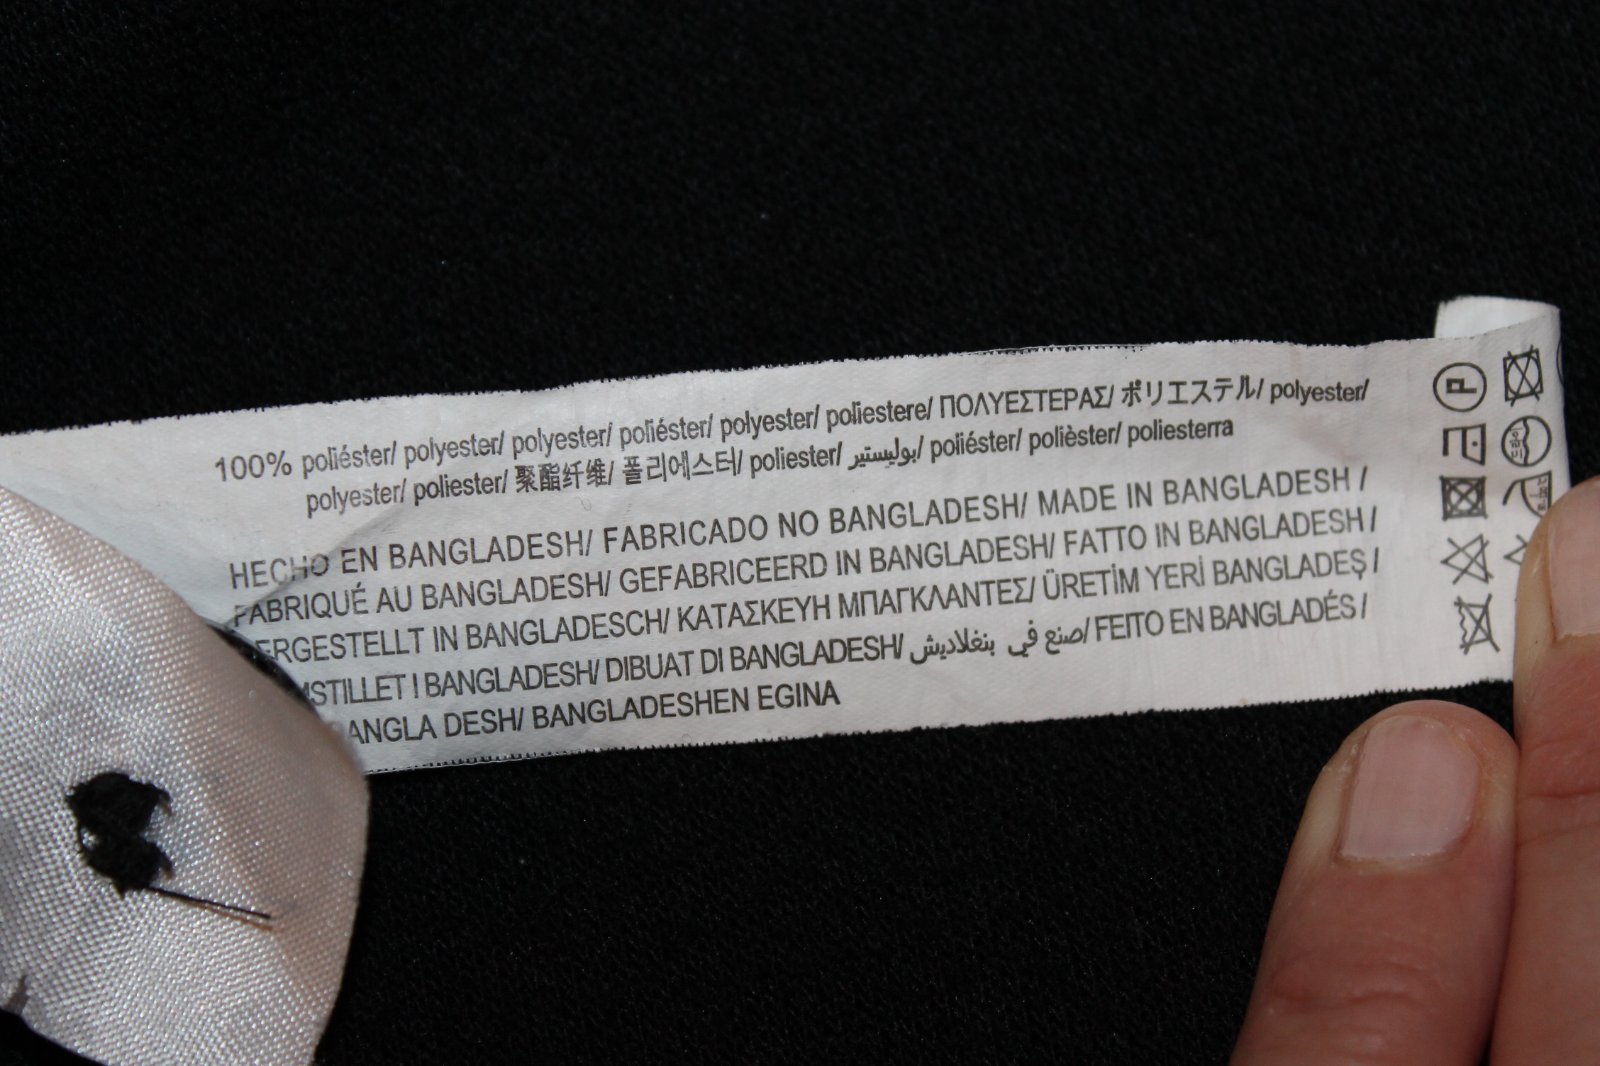 100% poliéster/ polyester/ polyester/ poliéster/ polyester/ poliestere/ ΠΟΛΥΕΣΤΕΡΑΣ/ ポリエステル/ polyester/
polyester/ poliester/ 聚酯纤维/ 폴리에스터/ poliester/ بوليستير/ poliéster/ polièster/ poliesterra
HECHO EN BANGLADESH/ FABRICADO NO BANGLADESH/ MADE IN BANGLADESH /
FABRIQUÉ AU BANGLADESH/ GEFABRICEERD IN BANGLADESH/ FATTO IN BANGLADESH /
ERGESTELLT IN BANGLADESCH/ ΚΑΤΑΣΚΕΥΗ ΜΠΑΓΚΛΑΝΤΕΣ/ ÜRETİM YERİ BANGLADEŞ /
MSTILLET I BANGLADESH/ DIBUAT DI BANGLADESH/ صنع في بنغلاديش/ FEITO EN BANGLADÉS /
ANGLA DESH/ BANGLADESHEN EGINA
P